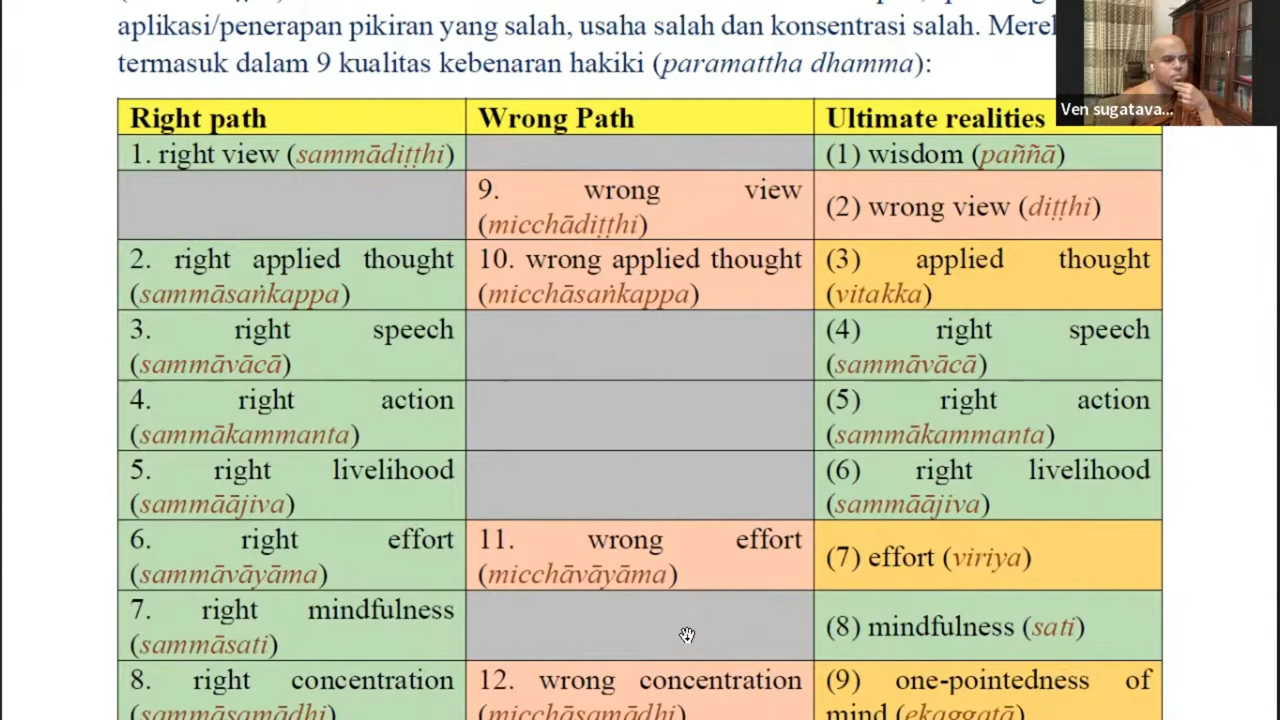 aplikasi/penerapan pikiran yang salah, usaha salah dan konsentrasi salah.
termasuk dalam 9 kualitas kebenaran hakiki (paramattha dhamma):
Ven sugatava...
Right path
Wrong Path
Ultimate realities
1. right view (sammādiṭṭhi)
(1) wisdom (paññā)
9. wrong view
(micchādiṭṭhi)
(2) wrong view (diṭṭhi)
2. right applied thought
(sammāsaṅkappa)
10. wrong applied thought
(micchāsaṅkappa)
(3) applied thought
(vitakka)
3. right speech
(sammāvācā)
(4) right speech
(sammāvācā)
4. right action
(sammākammanta)
(5) right action
(sammākammanta)
5. right livelihood
(sammāājiva)
(6) right livelihood
(sammāājiva)
6. right effort
(sammāvāyāma)
11. wrong effort
(micchāvāyāma)
(7) effort (viriya)
7. right mindfulness
(sammāsati)
(8) mindfulness (sati)
8. right concentration
(sammāsamādhi)
12. wrong concentration
(micchāsamādhi)
(9) one-pointedness of
mind (ekaggatā)